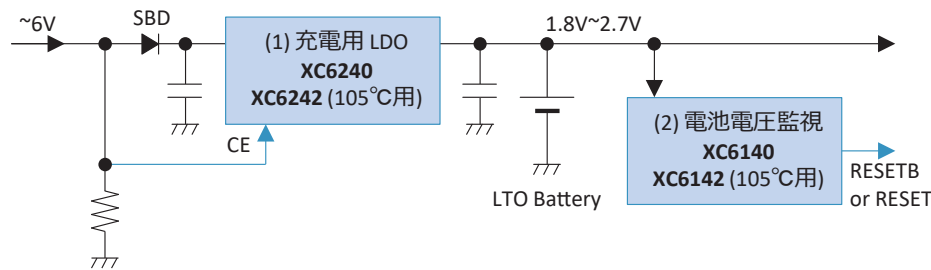 ~6V
SBD
(1) 充電用 LDO
XC6240
XC6242 (105℃用)
1.8V~2.7V
CE
(2) 電池電圧監視
XC6140
XC6142 (105℃用)
LTO Battery
RESETB
or RESET